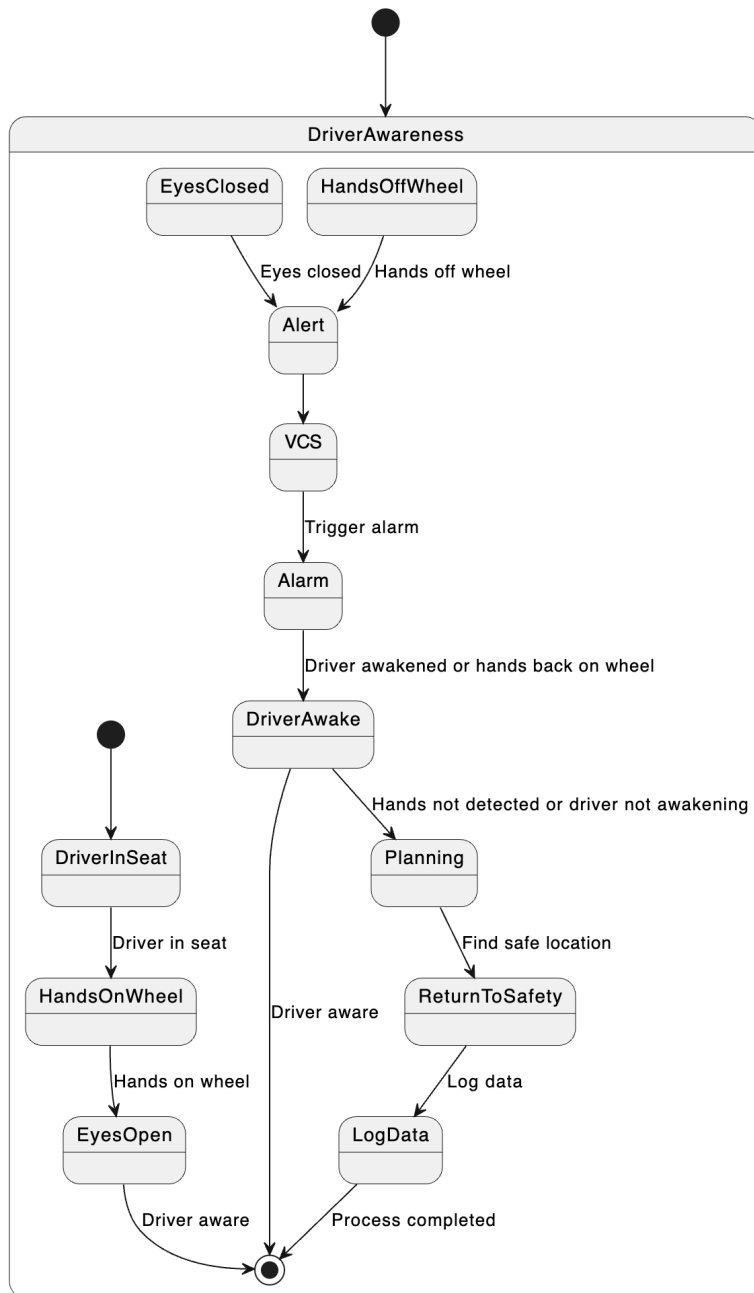 DriverAwareness
EyesClosed
HandsOffWheel
Eyes closed
Hands off wheel
Alert
VCS
Trigger alarm
Alarm
Driver awakened or hands back on wheel
DriverAwake
Hands not detected or driver not awakening
DriverInSeat
Planning
Driver in seat
Find safe location
HandsOnWheel
ReturnToSafety
Driver aware
Hands on wheel
Log data
EyesOpen
LogData
Driver aware
Process completed